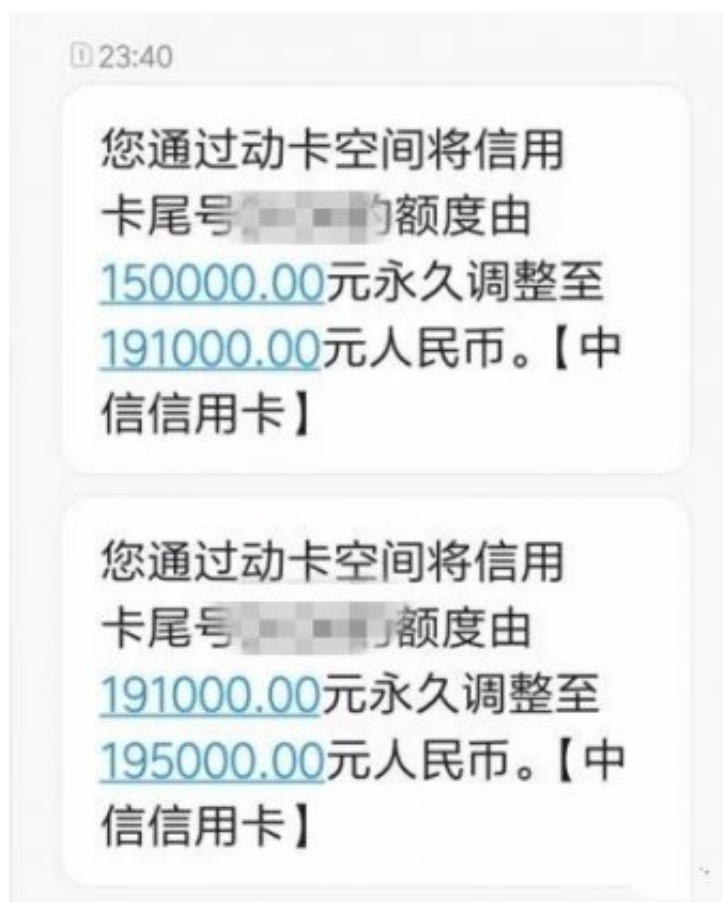 23:40
您通过动卡空间将信用
卡尾号 额度由
150000.00元永久调整至
191000.00元人民币。【中
信信用卡】
您通过动卡空间将信用
卡尾号 额度由
191000.00元永久调整至
195000.00元人民币。【中
信信用卡】